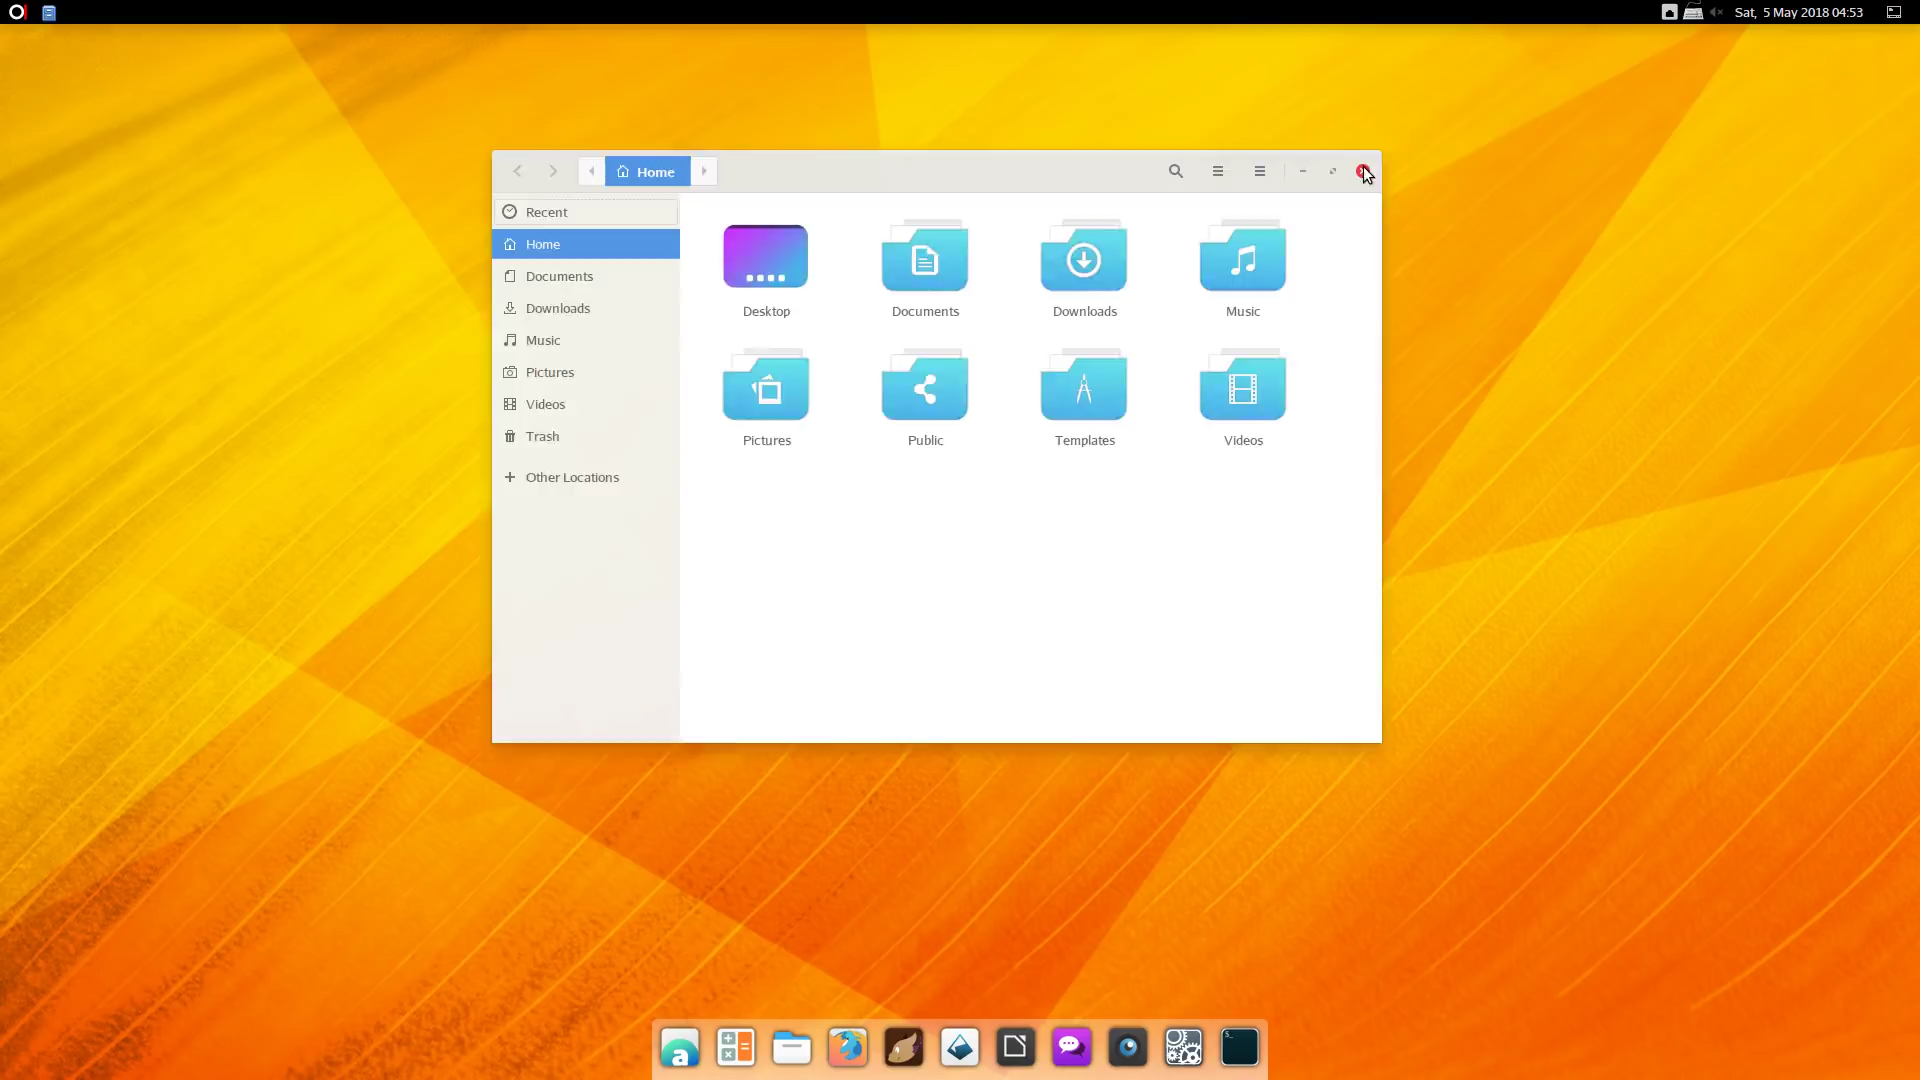 Sat, 5 May 2018 04:53
Home
Recent
Home
Documents
Downloads
Music
Pictures
Videos
Trash
Other Locations
Desktop
Documents
Downloads
Music
Pictures
Public
Templates
Videos
a
$_